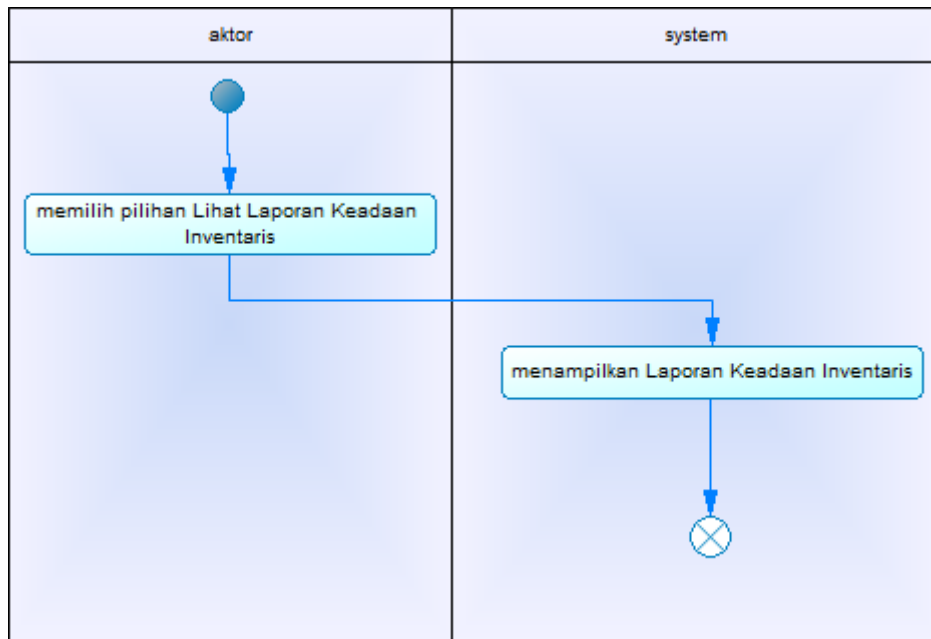 aktor
system
memilih pilihan Lihat Laporan Keadaan
Inventaris
menampilkan Laporan Keadaan Inventaris